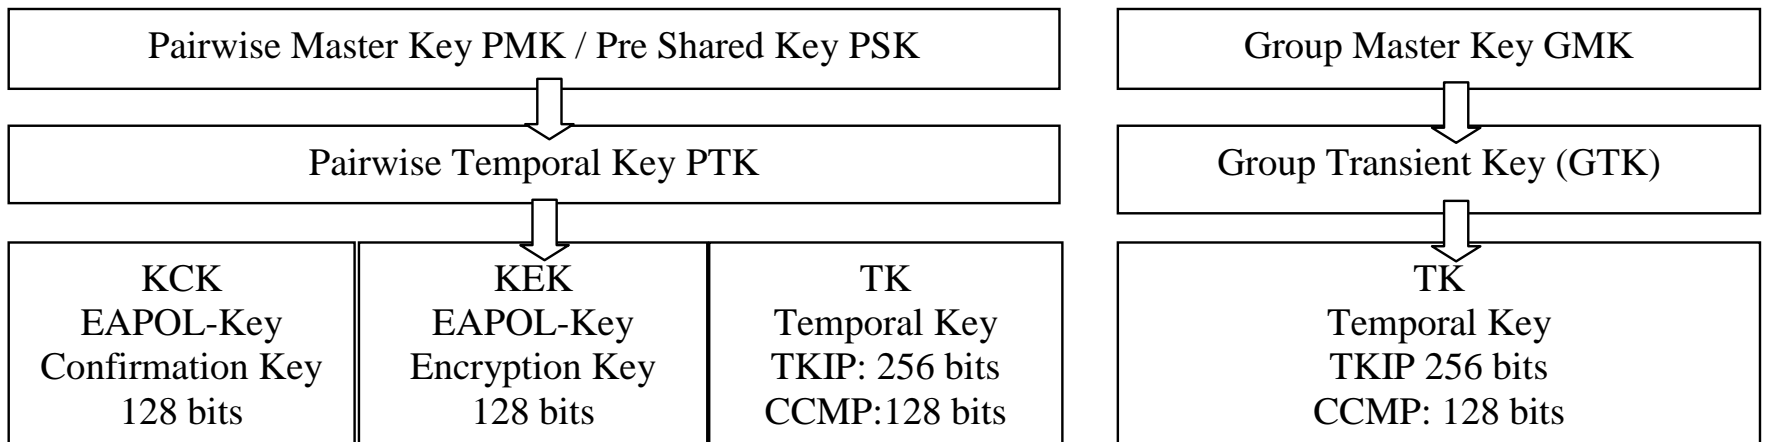 Pairwise Master Key PMK / Pre Shared Key PSK
Group Master Key GMK
Pairwise Temporal Key PTK
Group Transient Key (GTK)
KCK
EAPOL-Key
Confirmation Key
128 bits
KEK
EAPOL-Key
Encryption Key
128 bits
TK
Temporal Key
TKIP: 256 bits
CCMP:128 bits
TK
Temporal Key
TKIP 256 bits
CCMP: 128 bits